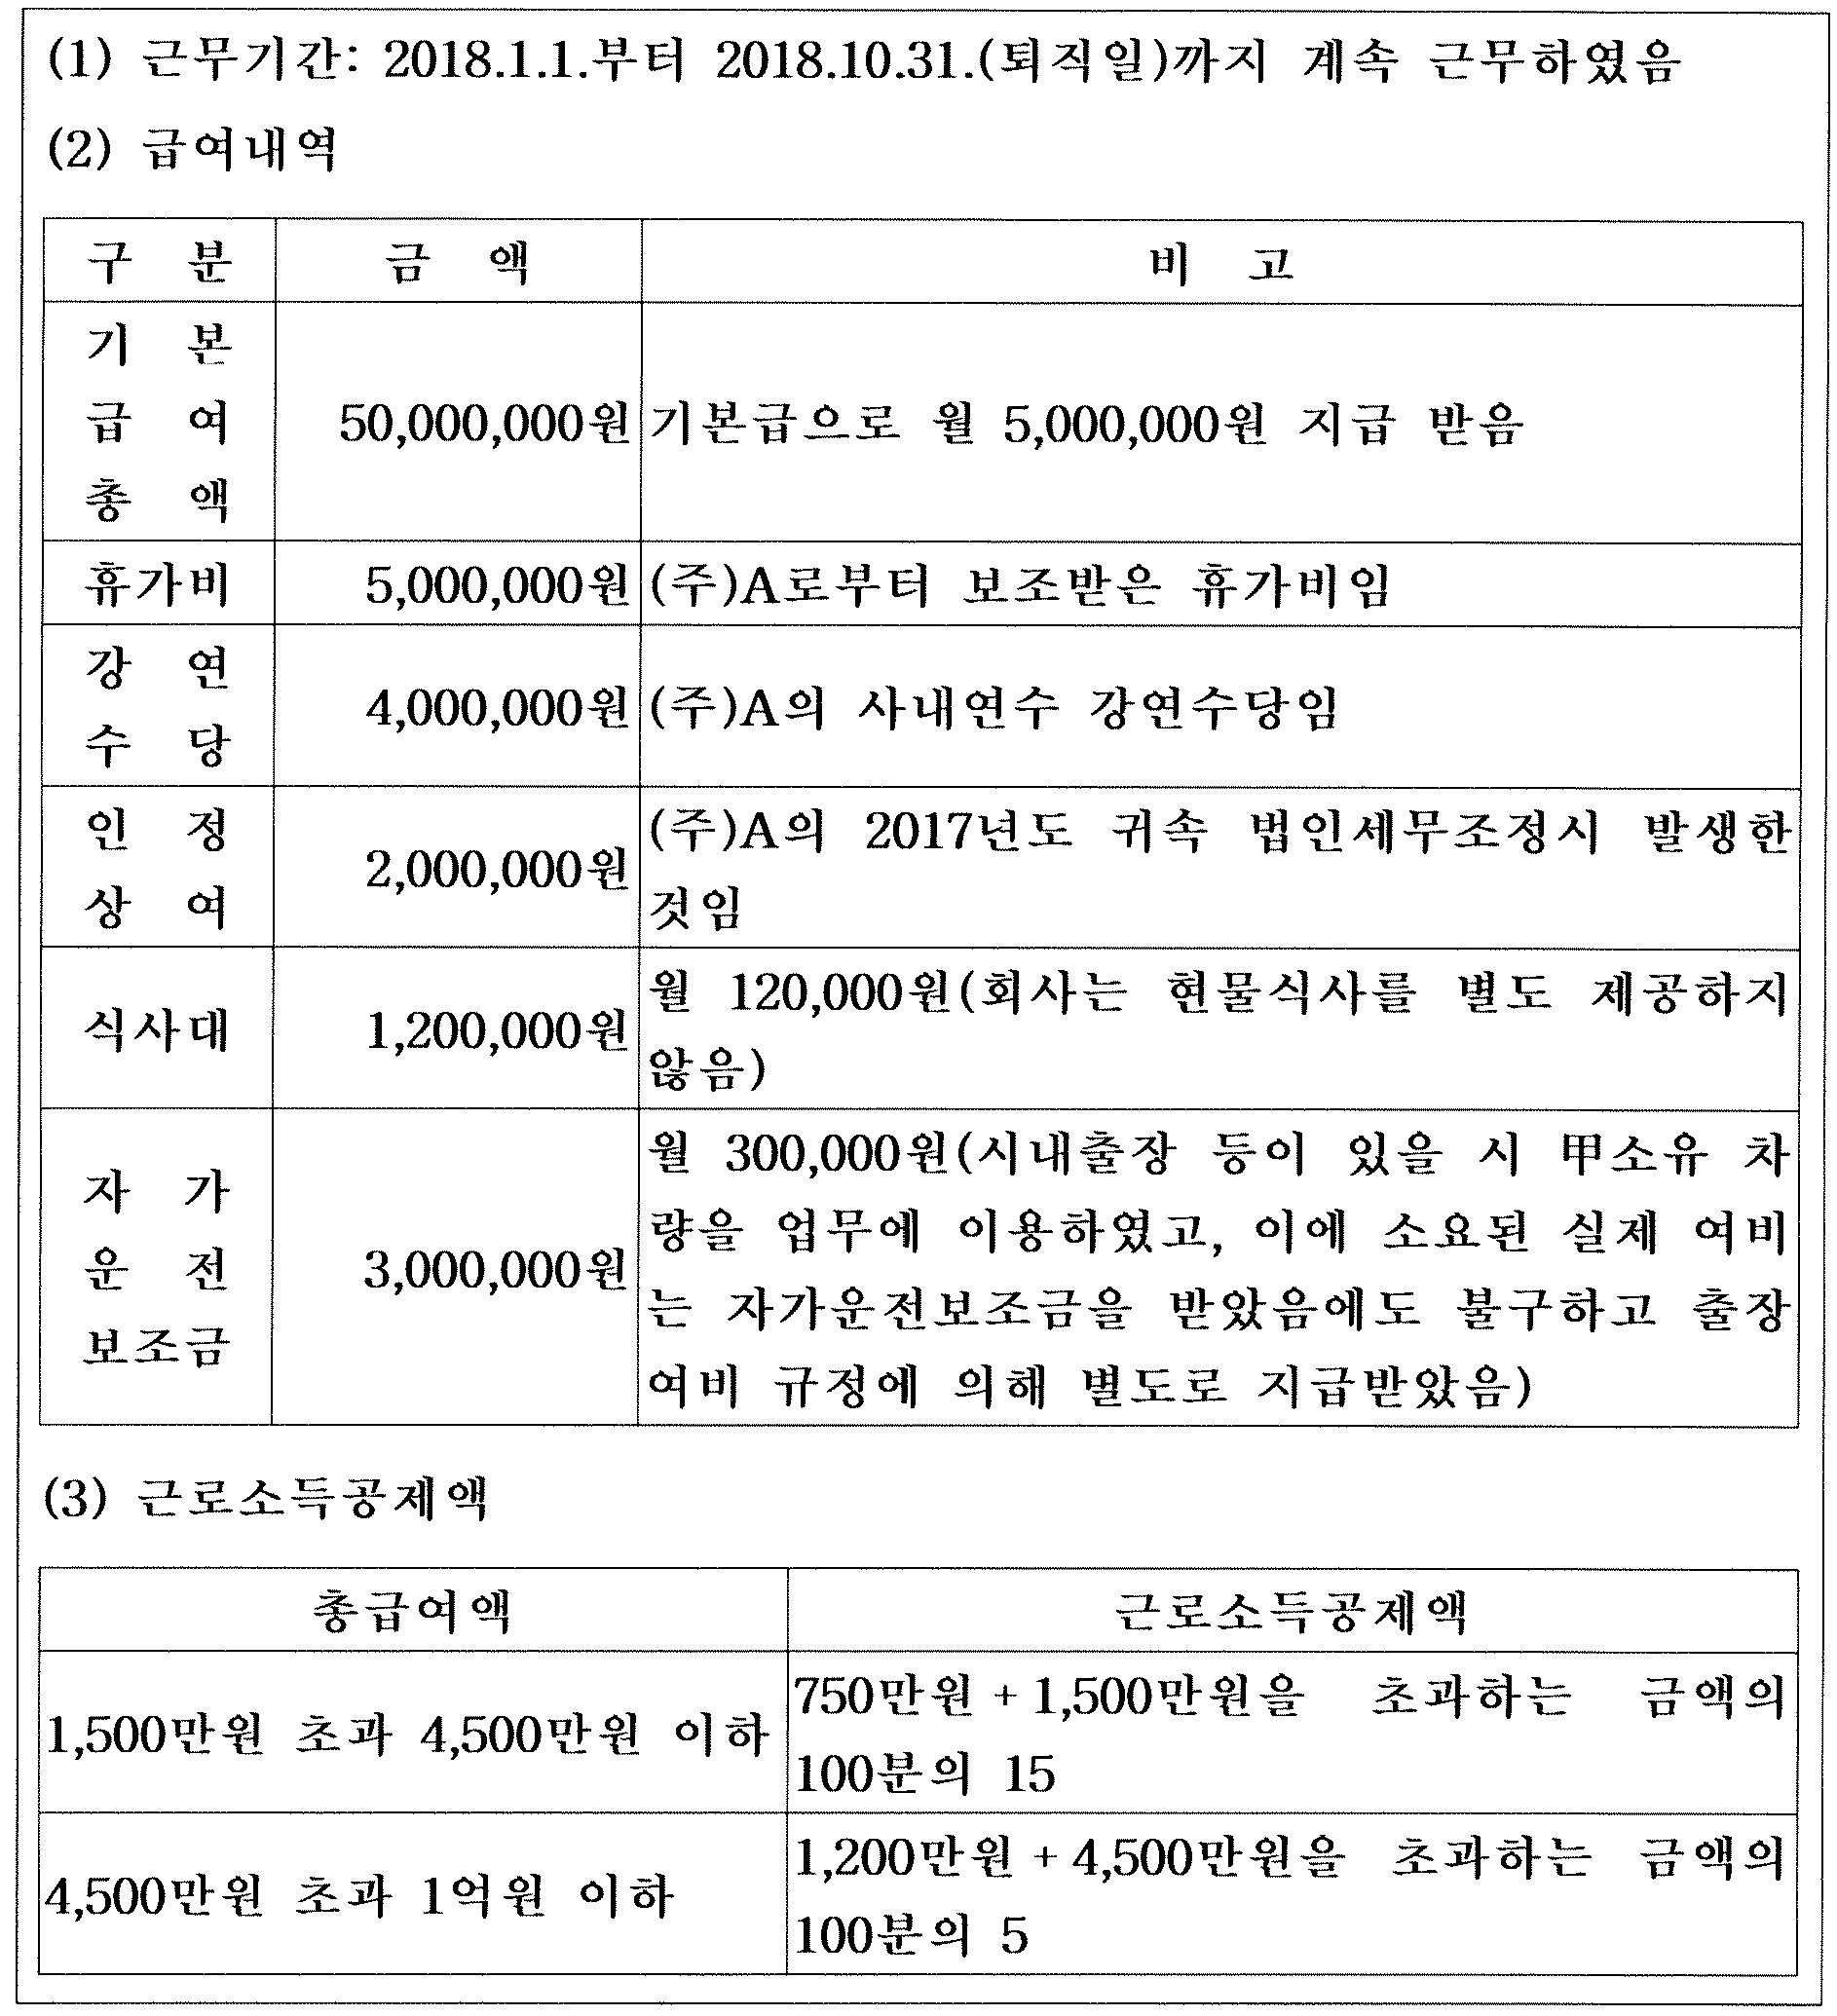 (1) 근무기간: 2018.1.1.부터 2018.10.31.(퇴직일)까지 계속 근무하였음
(2) 급여내역
구 분 금 액 비 고
기 본
급 여
총 액
50,000,000원 기본급으로 월 5,000,000원 지급 받음
휴가비 5,000,000원 (주)A로부터 보조받은 휴가비임
강 연
수 당
4,000,000원 (주)A의 사내연수 강연수당임
인 정
상 여
2,000,000원
(주)A의 2017년도 귀속 법인세무조정시 발생한
것임
식사대 1,200,000원
월 120,000원(회사는 현물식사를 별도 제공하지
않음)
자 가
운 전
보조금
3,000,000원
월 300,000원(시내출장 등이 있을 시 甲소유 차
량을 업무에 이용하였고, 이에 소요된 실제 여비
는 자가운전보조금을 받았음에도 불구하고 출장
여비 규정에 의해 별도로 지급받았음)
(3) 근로소득공제액
총급여액 근로소득공제액
1,500만원 초과 4,500만원 이하
750만원 + 1,500만원을 초과하는 금액의
100분의 15
4,500만원 초과 1억원 이하
1,200만원 + 4,500만원을 초과하는 금액의
100분의 5